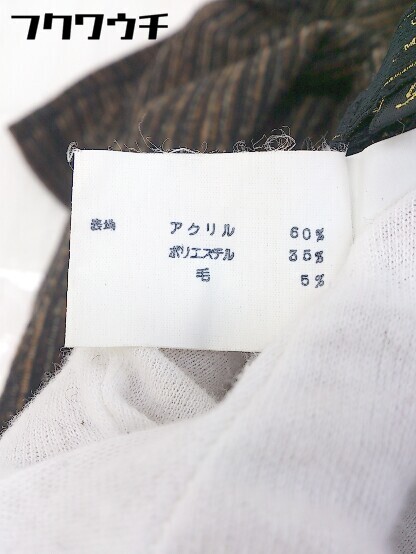 フクワウチ
表地 アクリル 60%
ポリエステル 35%
毛 5%